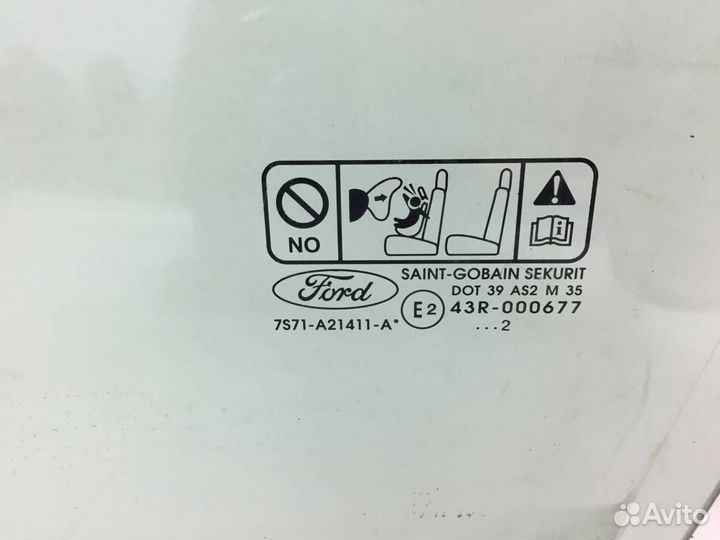 NO
Ford
SAINT-GOBAIN SEKURIT
DOT 39 AS2 M 35
E2 43R-000677
7S71-A21411-A*
...2
Avito